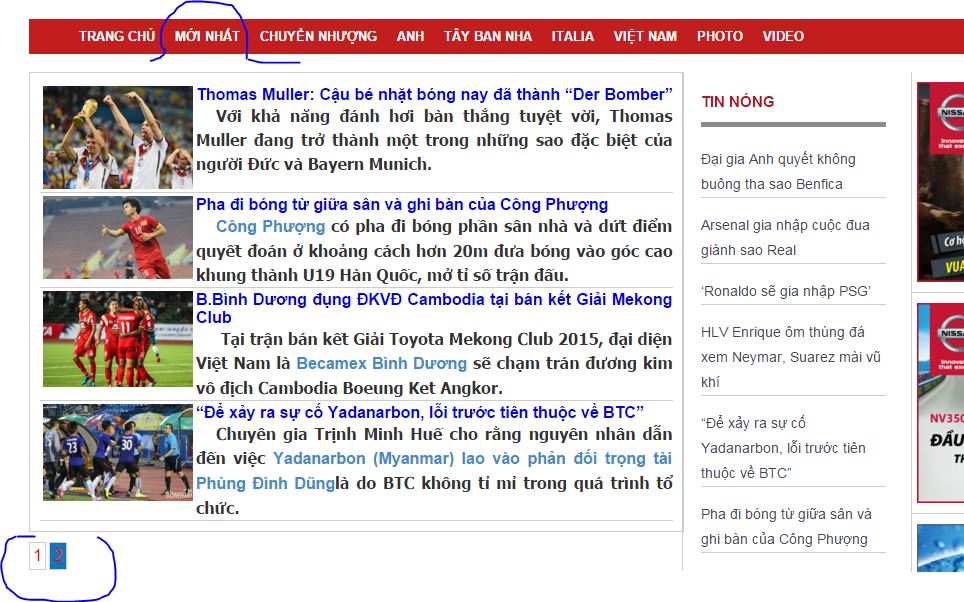 TRANG CHỦ MỚI NHẤT CHUYỂN NHƯỢNG ANH TÂY BAN NHA ITALIA VIỆT NAM PHOTO VIDEO
Thomas Muller: Cậu bé nhặt bóng nay đã thành “Der Bomber”
Với khả năng đánh hơi bàn thắng tuyệt vời, Thomas
Muller đang trở thành một trong những sao đặc biệt của
người Đức và Bayern Munich.
Pha đi bóng từ giữa sân và ghi bàn của Công Phượng
Công Phượng có pha đi bóng phần sân nhà và dứt điểm
quyết đoán ở khoảng cách hơn 20m đưa bóng vào góc cao
khung thành U19 Hàn Quốc, mở tỉ số trận đấu.
B.Bình Dương đụng ĐKVĐ Cambodia tại bán kết Giải Mekong
Club
Tại trận bán kết Giải Toyota Mekong Club 2015, đại diện
Việt Nam là Becamex Bình Dương sẽ chạm trán đương kim
vô địch Cambodia Boeung Ket Angkor.
“Để xảy ra sự cố Yadanarbon, lỗi trước tiên thuộc về BTC”
Chuyên gia Trịnh Minh Huế cho rằng nguyên nhân dẫn
đến việc Yadanarbon (Myanmar) lao vào phản đối trọng tài
Phùng Đình Dũnglà do BTC không tỉ mỉ trong quá trình tổ
chức.
1 2
TIN NÓNG
Đại gia Anh quyết không
buông tha sao Benfica
Arsenal gia nhập cuộc đua
giành sao Real
‘Ronaldo sẽ gia nhập PSG’
HLV Enrique ôm thùng đá
xem Neymar, Suarez mài vũ
khí
“Để xảy ra sự cố
Yadanarbon, lỗi trước tiên
thuộc về BTC”
Pha đi bóng từ giữa sân và
ghi bàn của Công Phượng
NISSAN
Innovation
that exc
Cơ hộ
VUA
NISSAN
Innovation
that exc
NV350
ĐẦU